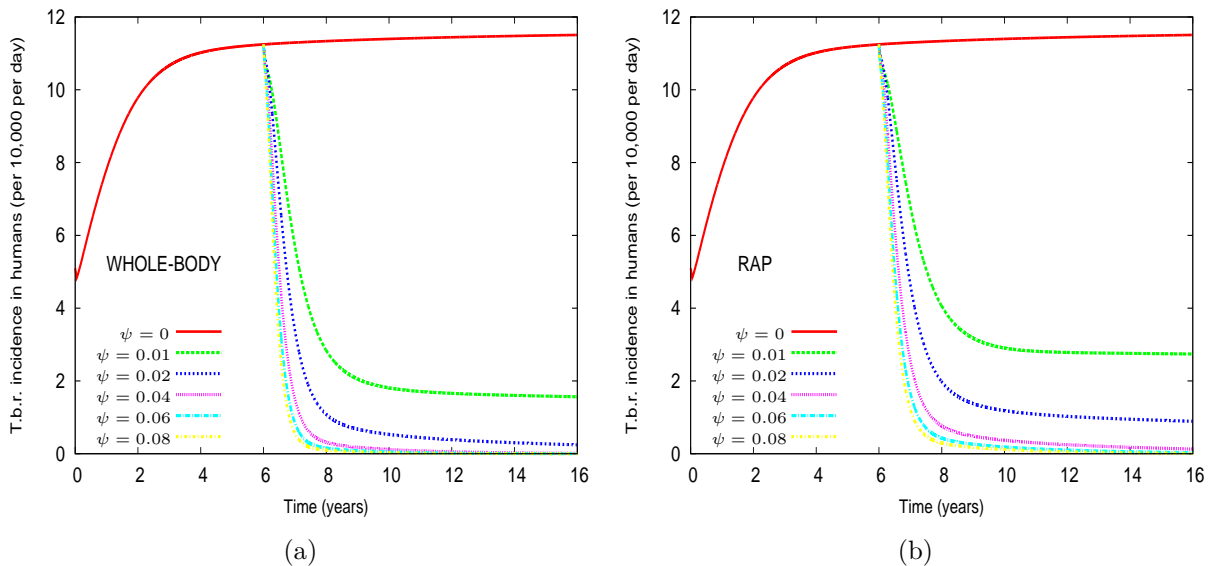 T.b.r. incidence in humans (per 10,000 per day)
12
10
8
6
4
2
0
WHOLE-BODY
ψ = 0
ψ = 0.01
ψ = 0.02
ψ = 0.04
ψ = 0.06
ψ = 0.08
0 2 4 6 8 10 12 14 16
Time (years)
(a)
T.b.r. incidence in humans (per 10,000 per day)
12
10
8
6
4
2
0
RAP
ψ = 0
ψ = 0.01
ψ = 0.02
ψ = 0.04
ψ = 0.06
ψ = 0.08
0 2 4 6 8 10 12 14 16
Time (years)
(b)